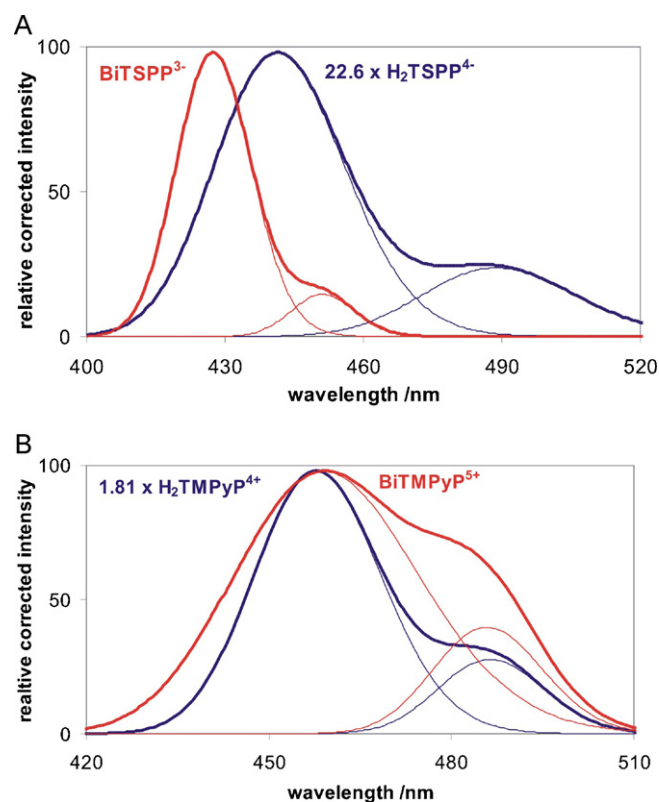 A
100
BiTSPP3-
22.6 x H2TSPP4-
relative corrected intensity
50
0
400 430 460 490 520
wavelength /nm
B
100
1.81 x H2TMPyP4+
BiTMPyP5+
realtive corrected intensity
50
0
420 450 480 510
wavelength /nm